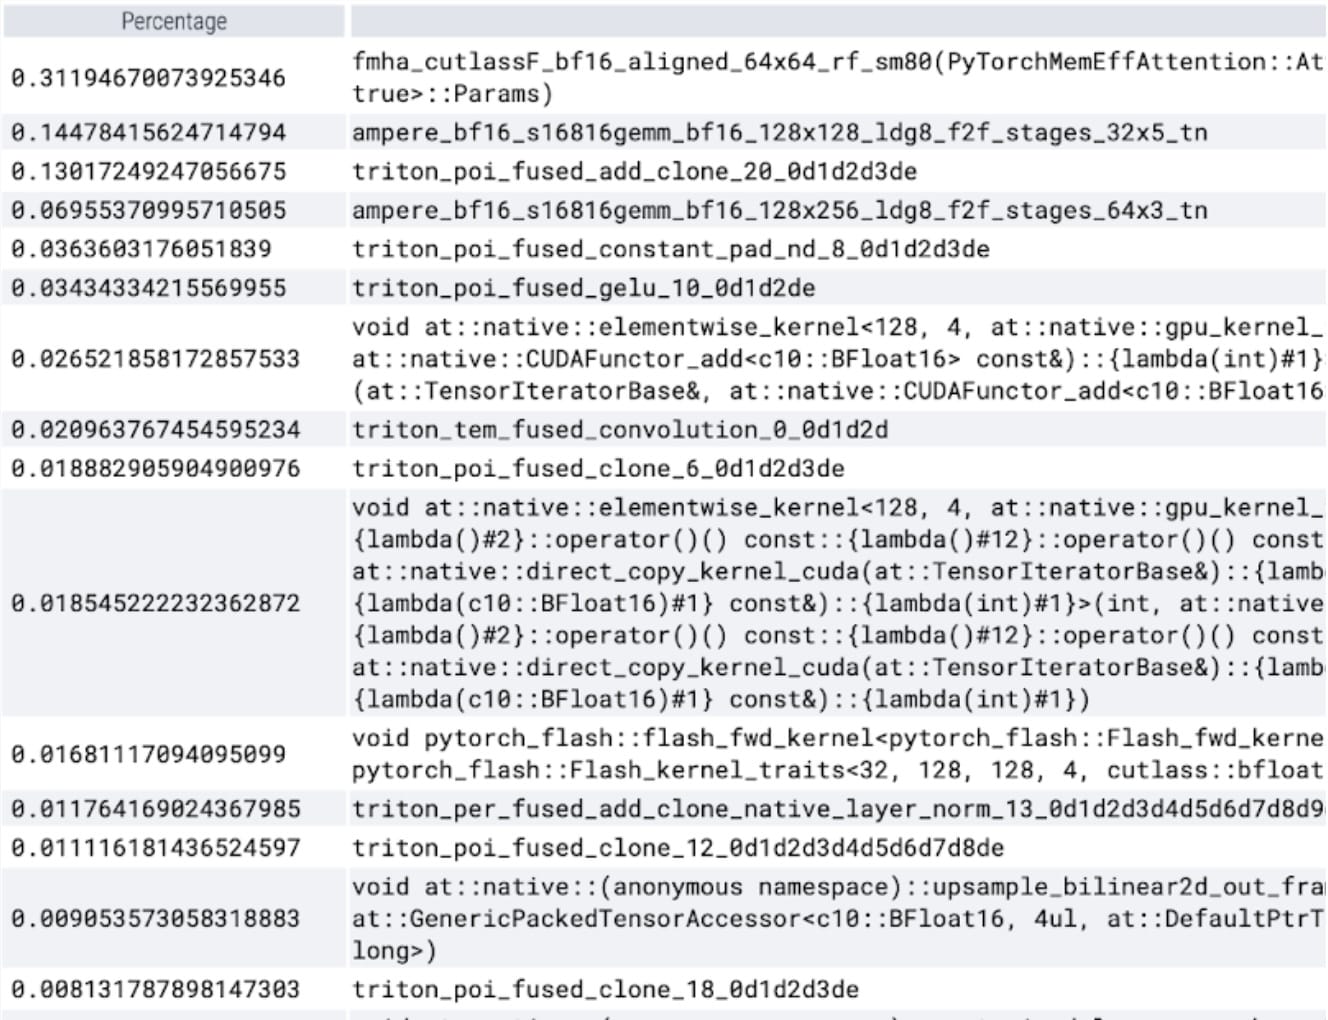 Percentage
0.31194670073925346
fmha_cutlassF_bf16_aligned_64x64_rf_sm80(PyTorchMemEffAttention::At
true>::Params)
0.14478415624714794 ampere_bf16_s16816gemm_bf16_128x128_ldg8_f2f_stages_32x5_tn
0.13017249247056675 triton_poi_fused_add_clone_20_0d1d2d3de
0.06955370995710505 ampere_bf16_s16816gemm_bf16_128x256_ldg8_f2f_stages_64x3_tn
0.0363603176051839 triton_poi_fused_constant_pad_nd_8_0d1d2d3de
0.03434334215569955 triton_poi_fused_gelu_10_0d1d2de
0.026521858172857533
void at::native::elementwise_kernel<128, 4, at::native::gpu_kernel_
at::native::CUDAFunctor_add<c10::BFloat16> const&)::{lambda(int)#1}
(at::TensorIteratorBase&, at::native::CUDAFunctor_add<c10::BFloat16
0.020963767454595234 triton_tem_fused_convolution_0_0d1d2d
0.018882905904900976 triton_poi_fused_clone_6_0d1d2d3de
0.018545222232362872
void at::native::elementwise_kernel<128, 4, at::native::gpu_kernel_
{lambda()#2}::operator()() const::{lambda()#12}::operator()() const
at::native::direct_copy_kernel_cuda(at::TensorIteratorBase&)::{lamb
{lambda(c10::BFloat16)#1} const&)::{lambda(int)#1}>(int, at::native
{lambda()#2}::operator()() const::{lambda()#12}::operator()() const
at::native::direct_copy_kernel_cuda(at::TensorIteratorBase&)::{lamb
{lambda(c10::BFloat16)#1} const&)::{lambda(int)#1})
0.01681117094095099
void pytorch_flash::flash_fwd_kernel<pytorch_flash::Flash_fwd_kerne
pytorch_flash::Flash_kernel_traits<32, 128, 128, 4, cutlass::bfloat
0.011764169024367985 triton_per_fused_add_clone_native_layer_norm_13_0d1d2d3d4d5d6d7d8d9
0.011116181436524597 triton_poi_fused_clone_12_0d1d2d3d4d5d6d7d8de
0.009053573058318883
void at::native::(anonymous namespace)::upsample_bilinear2d_out_fra
at::GenericPackedTensorAccessor<c10::BFloat16, 4ul, at::DefaultPtrT
long>)
0.008131787898147303 triton_poi_fused_clone_18_0d1d2d3de